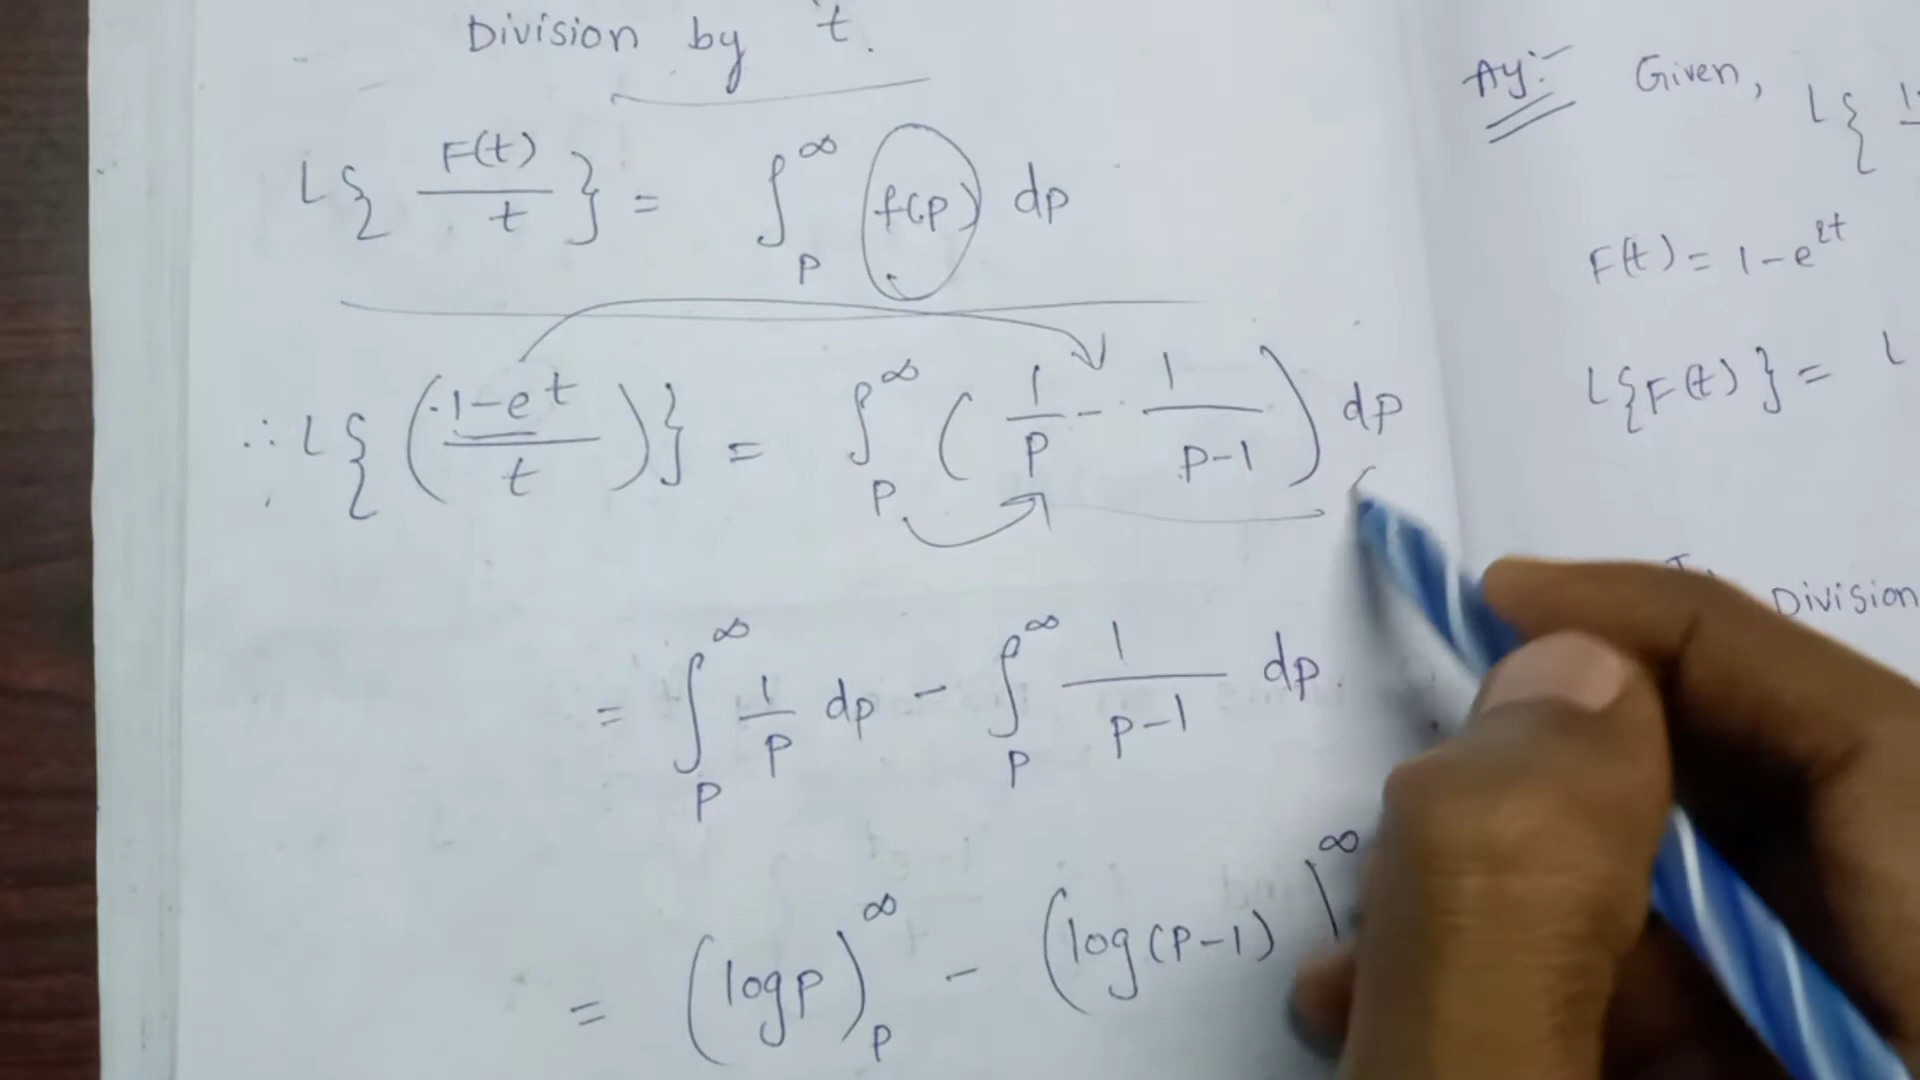 Division by t.
L{ F(t)/t } = ∫_p^∞ f(p) dp
∴ L{ (1-e^t / t) } = ∫_p^∞ ( 1/p - 1/(p-1) ) dp
= ∫_p^∞ 1/p dp - ∫_p^∞ 1/(p-1) dp.
= (log p)_p^∞ - (log(p-1))^∞
Given, L{
F(t) = 1-e^2t
L{F(t)} = L
Division